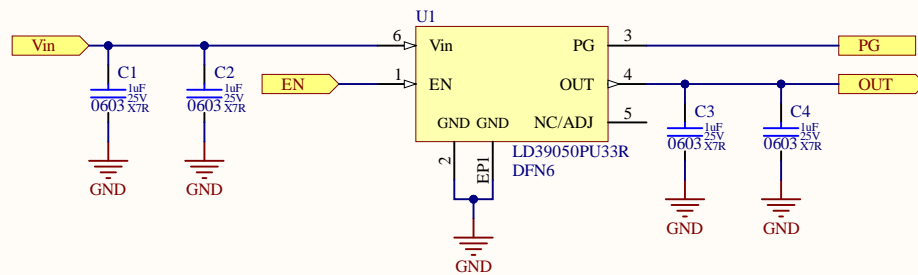 U1
Vin
6
Vin
PG
3
PG
EN
1
EN
OUT
4
OUT
C1
1uF
25V
X7R
0603
C2
1uF
25V
X7R
0603
GND
GND
NC/ADJ
5
C3
1uF
25V
X7R
0603
C4
1uF
25V
X7R
0603
2
EP1
LD39050PU33R
DFN6
GND
GND
GND
GND
GND